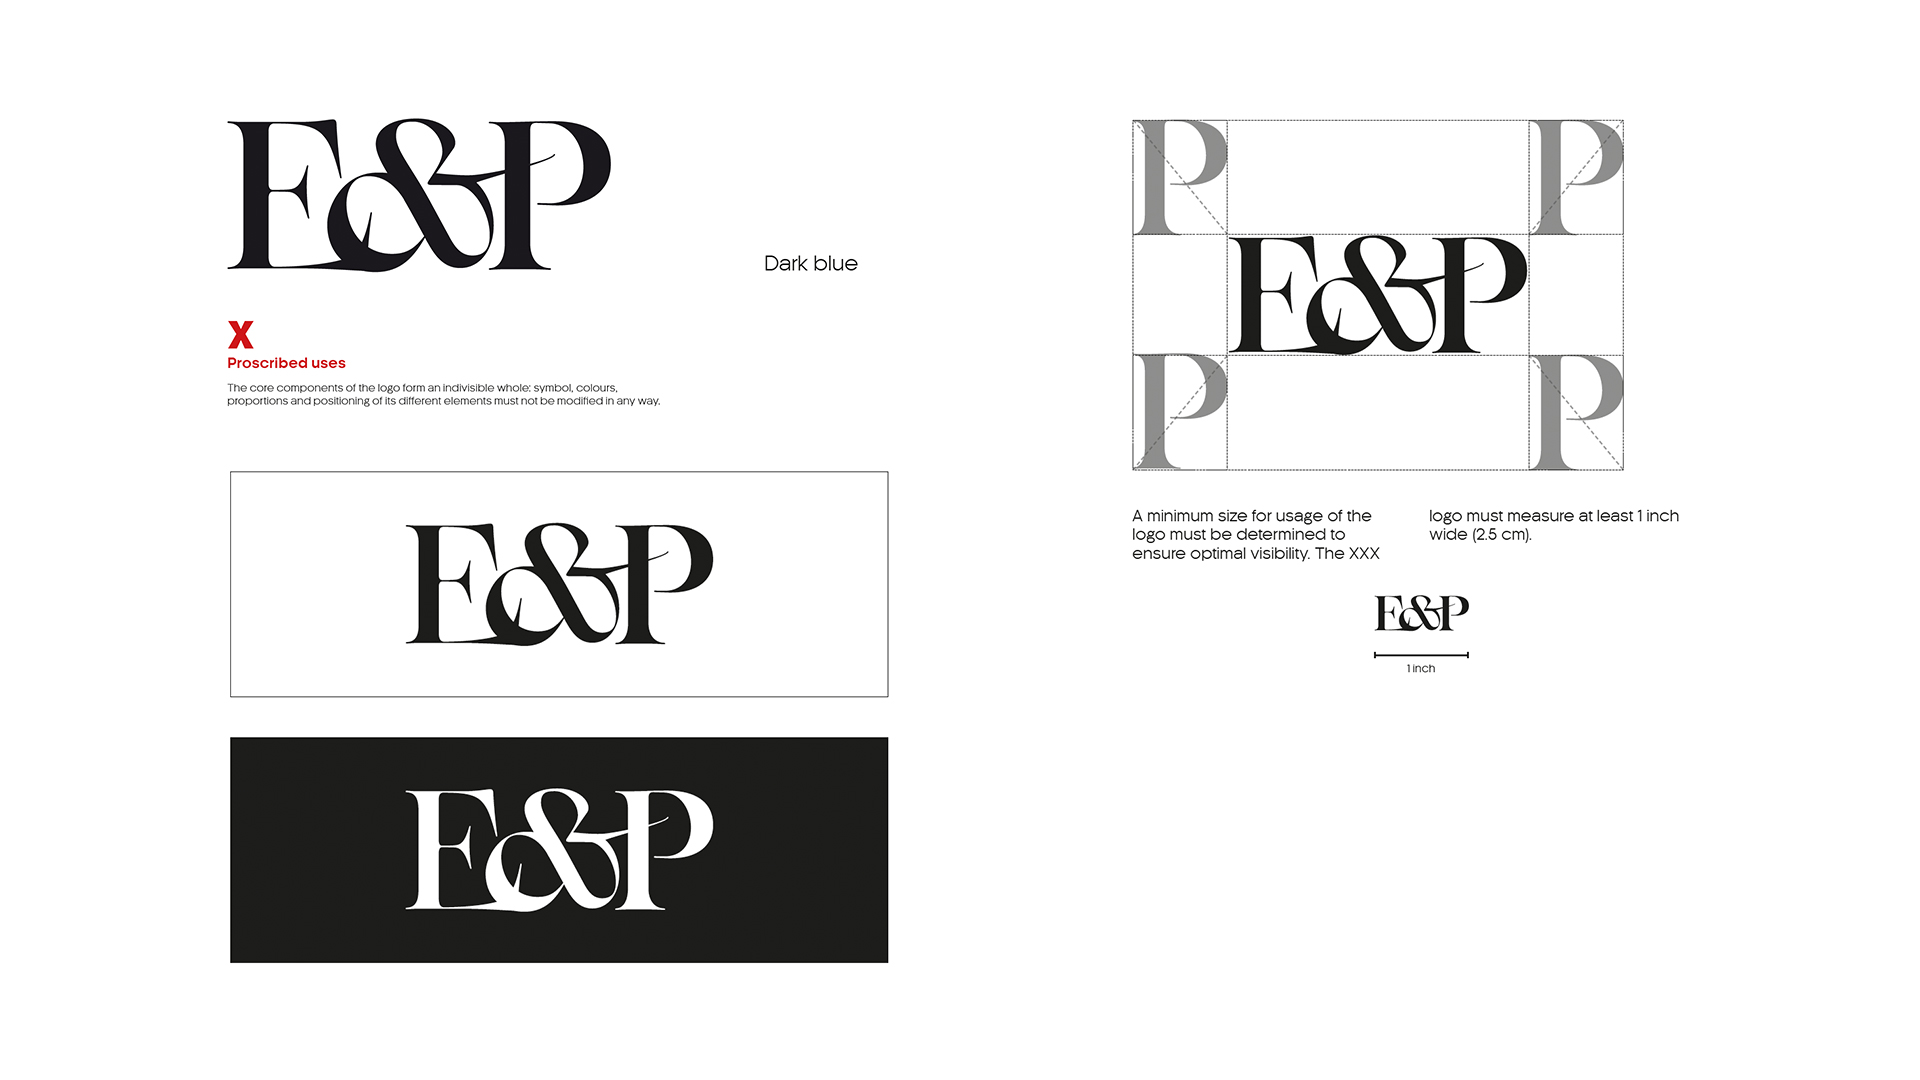 E&P
Dark blue
X
Proscribed uses
The core components of the logo form an indivisible whole: symbol, colours,
proportions and positioning of its different elements must not be modified in any way.
E&P
E&P
P P
E&P
P P
A minimum size for usage of the
logo must be determined to
ensure optimal visibility. The XXX
logo must measure at least 1 inch
wide (2.5 cm).
E&P
1 inch